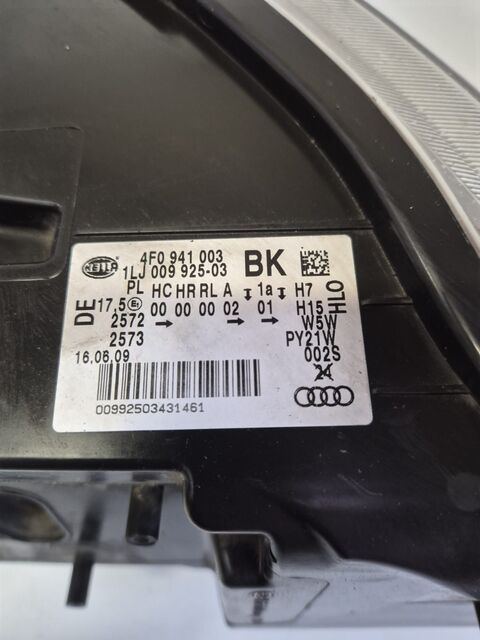 HELLA
4F0 941 003
1LJ 009 925-03
BK
PL HC HR RL A 1a H7
DE 17,5 E1 00 00 00 02 01 H15 HLO
2572 → → → W5W
2573 PY21W
16.06.09 002S
24
00992503431461